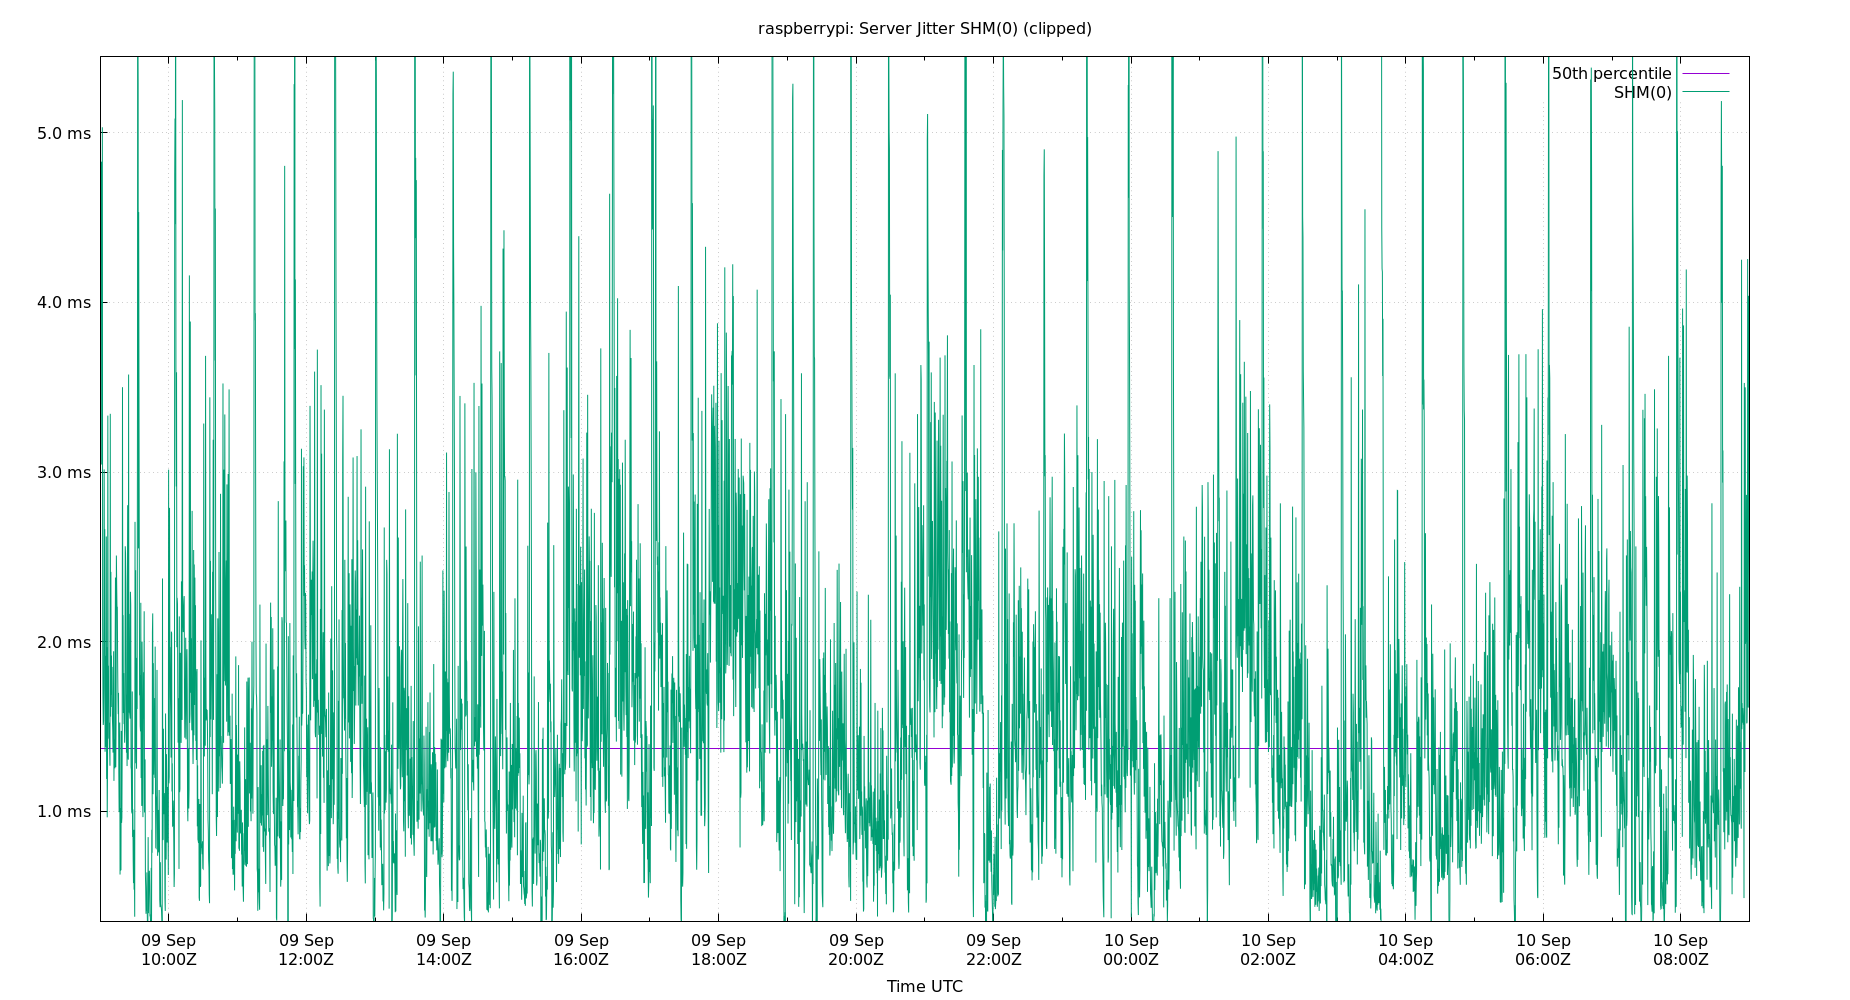 raspberrypi: Server Jitter SHM(0) (clipped)
50th percentile
SHM(0)
5.0 ms
4.0 ms
3.0 ms
2.0 ms
1.0 ms
09 Sep 09 Sep 09 Sep 09 Sep 09 Sep 09 Sep 09 Sep 10 Sep 10 Sep 10 Sep 10 Sep 10 Sep
10:00Z 12:00Z 14:00Z 16:00Z 18:00Z 20:00Z 22:00Z 00:00Z 02:00Z 04:00Z 06:00Z 08:00Z
Time UTC